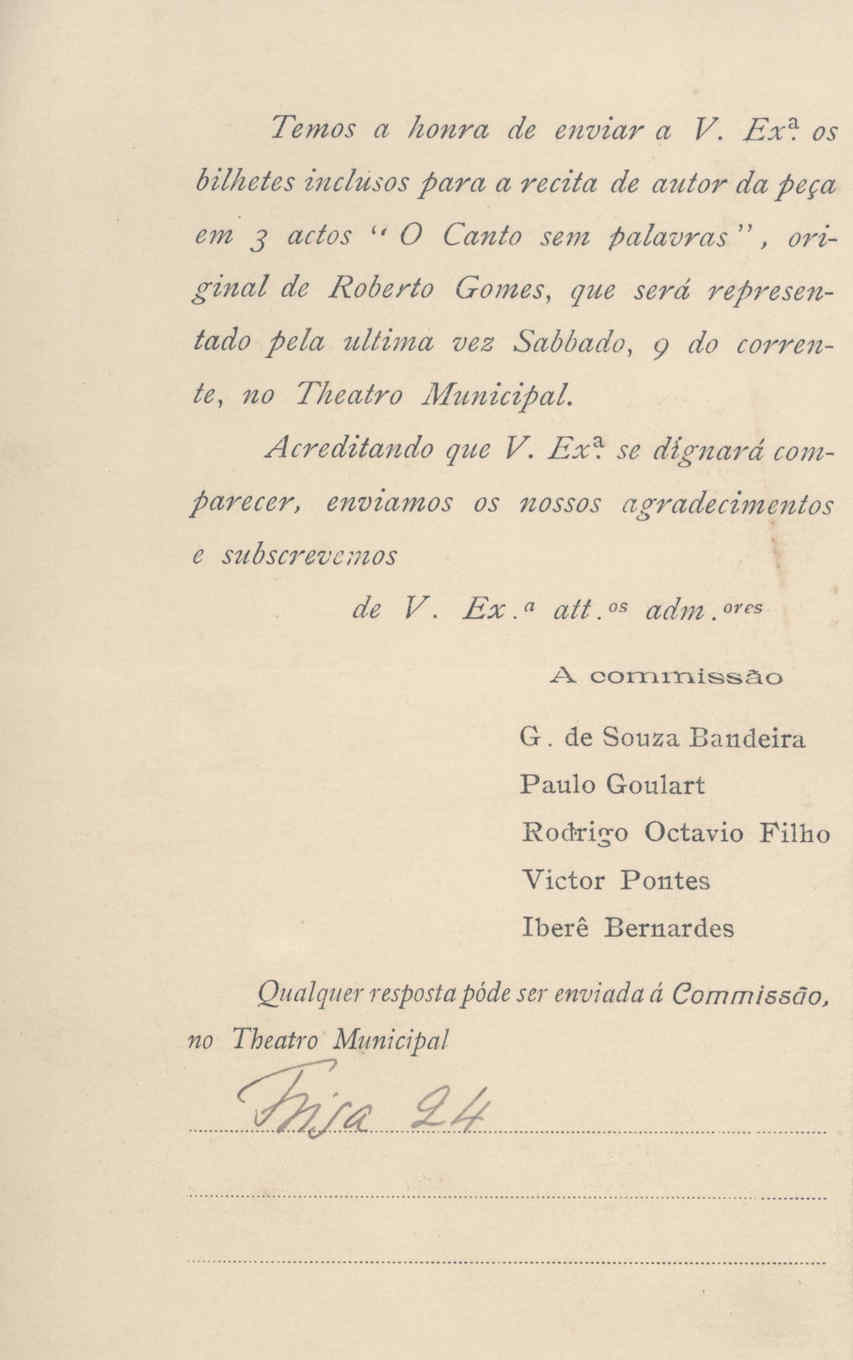 Temos a honra de enviar a V. Exª. os
bilhetes inclusos para a recita de autor da peça
em 3 actos “ O Canto sem palavras ”, ori-
ginal de Roberto Gomes, que será represen-
tado pela ultima vez Sabbado, 9 do corren-
te, no Theatro Municipal.
Acreditando que V. Exª. se dignará com-
parecer, enviamos os nossos agradecimentos
e subscrevemos
de V. Ex.ª att.ᵒˢ adm.ᵒʳᵉˢ
A commissão
G. de Souza Bandeira
Paulo Goulart
Rodrigo Octavio Filho
Victor Pontes
Iberê Bernardes
Qualquer resposta póde ser enviada á Commissão,
no Theatro Municipal
Frisa 24